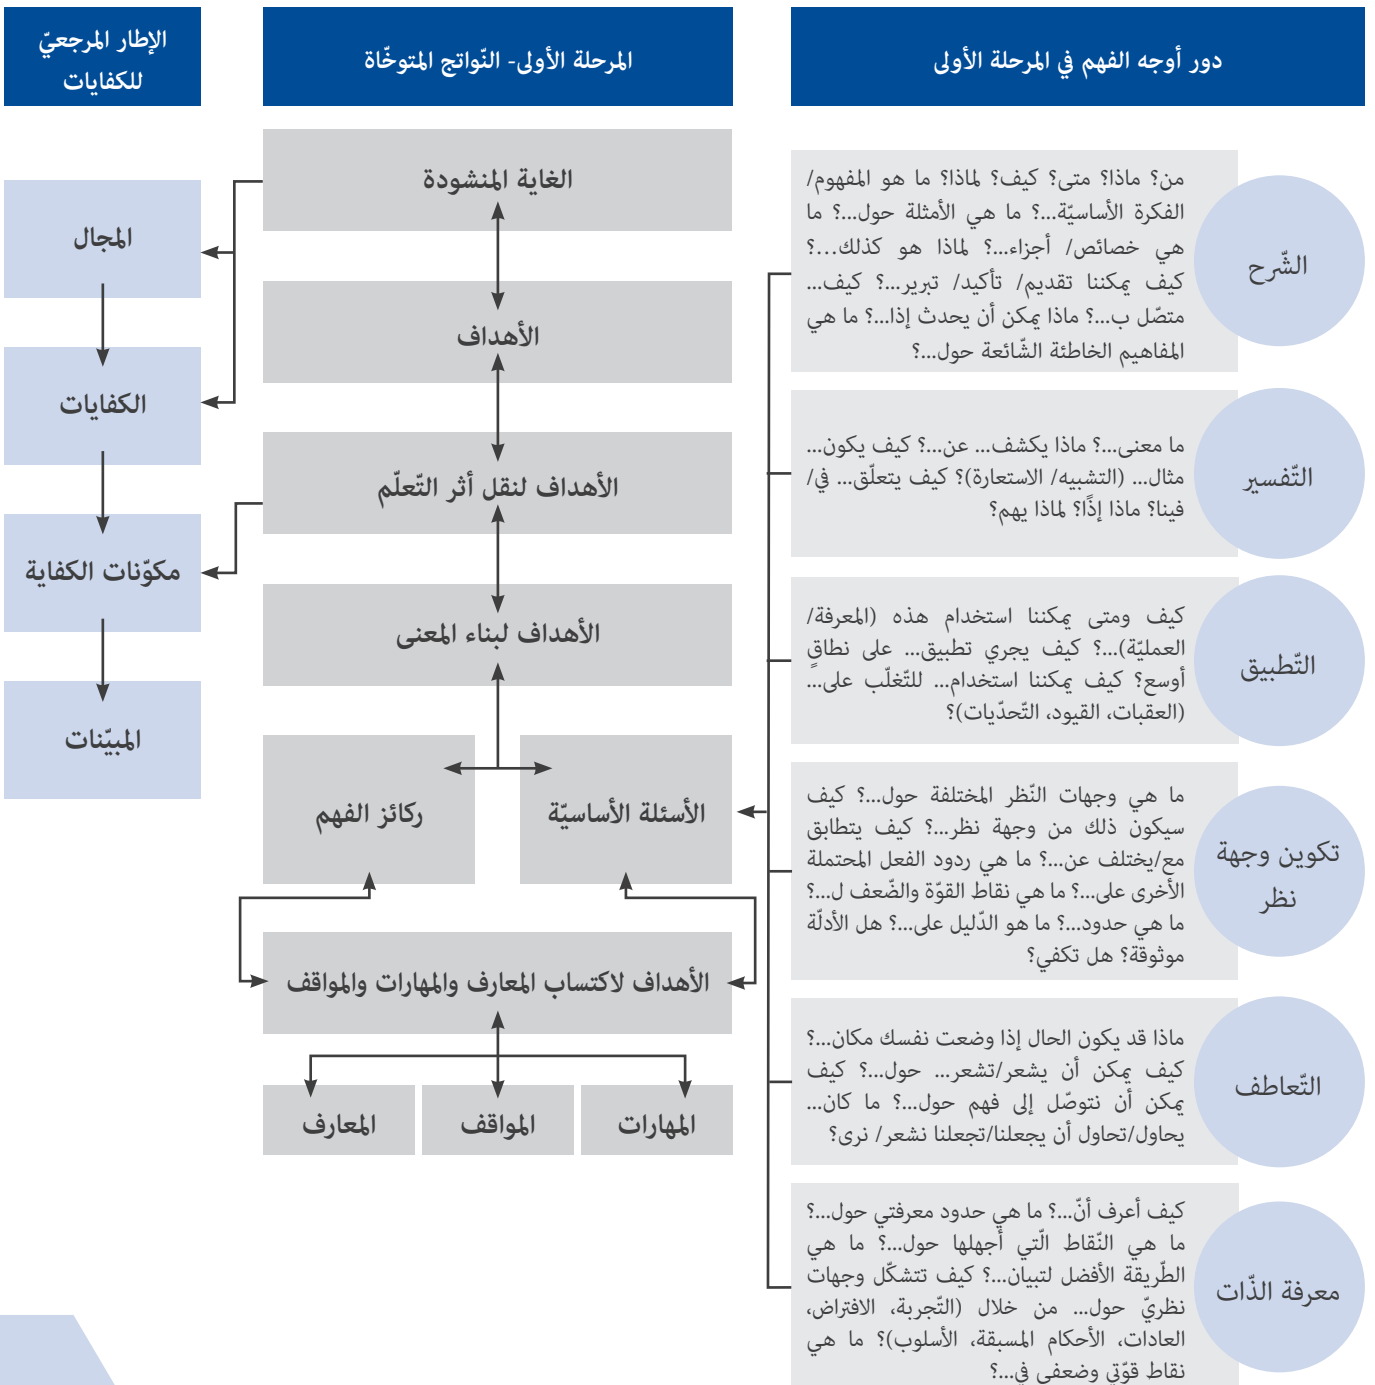 دور أوجه الفهم في المرحلة الأولى
المرحلة الأولى- النّواتج المتوخّاة
الإطار المرجعيّ
للكفايات
الشّرح
من؟ ماذا؟ متى؟ كيف؟ لماذا؟ ما هو المفهوم/
الفكرة الأساسيّة...؟ ما هي الأمثلة حول...؟ ما
هي خصائص/ أجزاء...؟ لماذا هو كذلك...؟
كيف يمكننا تقديم/ تأكيد/ تبرير...؟ كيف...
متصّل ب...؟ ماذا يمكن أن يحدث إذا...؟ ما هي
المفاهيم الخاطئة الشّائعة حول...؟
التّفسير
ما معنى...؟ ماذا يكشف... عن...؟ كيف يكون...
مثال... (التشبيه/ الاستعارة)؟ كيف يتعلّق... في/
فينا؟ ماذا إذًا؟ لماذا يهم؟
التّطبيق
كيف ومتى يمكننا استخدام هذه (المعرفة/
العمليّة)...؟ كيف يجري تطبيق... على نطاقٍ
أوسع؟ كيف يمكننا استخدام... للتّغلّب على...
(العقبات، القيود، التّحدّيات)؟
تكوين وجهة
نظر
ما هي وجهات النّظر المختلفة حول...؟ كيف
سيكون ذلك من وجهة نظر...؟ كيف يتطابق
مع/يختلف عن...؟ ما هي ردود الفعل المحتملة
الأخرى على...؟ ما هي نقاط القوّة والضّعف ل...؟
ما هي حدود...؟ ما هو الدّليل على...؟ هل الأدلّة
موثوقة؟ هل تكفي؟
التّعاطف
ماذا قد يكون الحال إذا وضعت نفسك مكان...؟
كيف يمكن أن يشعر/تشعر... حول...؟ كيف
يمكن أن نتوصّل إلى فهم حول...؟ ما كان...
يحاول/تحاول أن يجعلنا/تجعلنا نشعر/ نرى؟
معرفة الذّات
كيف أعرف أنّ...؟ ما هي حدود معرفتي حول...؟
ما هي النّقاط الّتي أجهلها حول...؟ ما هي
الطّريقة الأفضل لتبيان...؟ كيف تتشكّل وجهات
نظريّ حول... من خلال (التّجربة، الافتراض،
العادات، الأحكام المسبقة، الأسلوب)؟ ما هي
نقاط قوّتي وضعفي في...؟
الغاية المنشودة
الأهداف
الأهداف لنقل أثر التّعلّم
الأهداف لبناء المعنى
الأسئلة الأساسيّة
ركائز الفهم
الأهداف لاكتساب المعارف والمهارات والمواقف
المهارات
المواقف
المعارف
المجال
الكفايات
مكوّنات الكفاية
المبيّنات